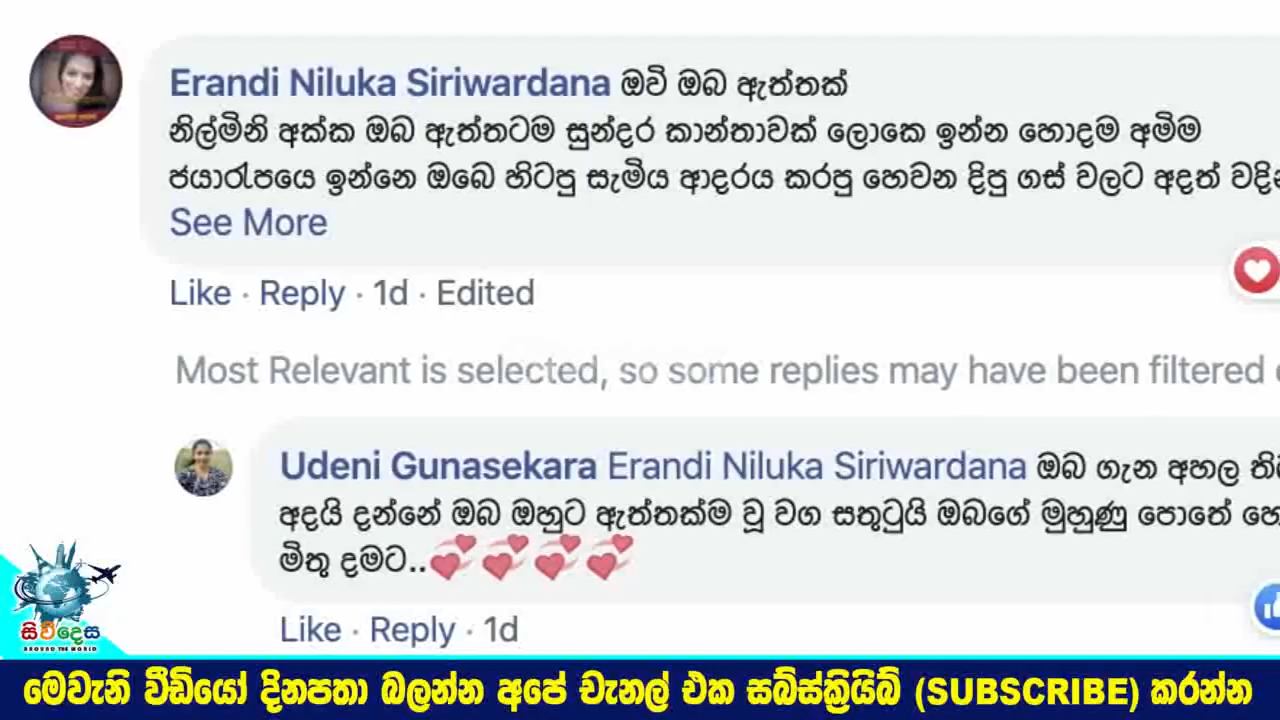 Erandi Niluka Siriwardana ඔව් ඔබ ඇත්තක්
නිල්මිනි අක්ක ඔබ ඇත්තටම සුන්දර කාන්තාවක් ලොකෙ ඉන්න හොදම අම්ම
ජයාරූපයෙ ඉන්නෙ ඔබෙ හිටපු සැමිය ආදරය කරපු හෙවන දිපු ගස් වලට අදත්
See More
Like · Reply · 1d · Edited
Most Relevant is selected, so some replies may have been filtered
Udeni Gunasekara Erandi Niluka Siriwardana ඔබ ගැන අහල
අදයි දන්නේ ඔබ ඔහුට ඇත්තක්ම වූ වග සතුටුයි ඔබගේ මුහුණු පොතේ
මිතු දමට..💞💞💞💞
Like · Reply · 1d
සිව්දෙස
AROUND THE WORLD
මෙවැනි වීඩියෝ දිනපතා බලන්න අපේ චැනල් එක සබ්ස්ක්‍රයිබ් (SUBSCRIBE) කරන්න